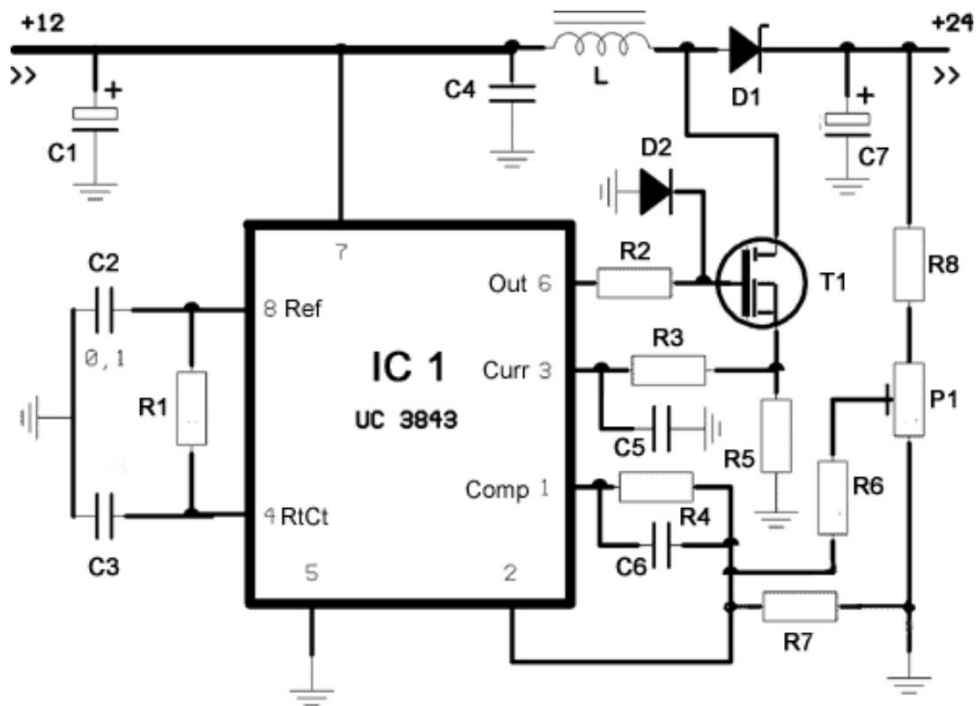 +12
+24
>>
>>
L
D1
C4
+
C1
+
C7
D2
7
R2
R8
C2
Out 6
T1
8 Ref
0,1
R3
IC 1
Curr 3
P1
R1
UC 3843
C5
R5
Comp 1
R6
4 RtCt
R4
C3
C6
5
2
R7